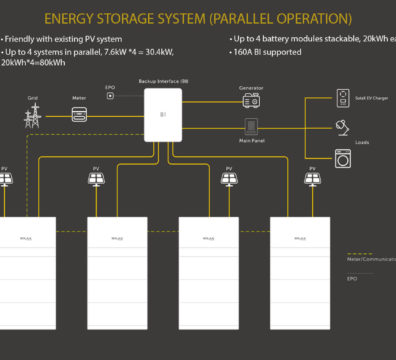 ENERGY STORAGE SYSTEM (PARALLEL OPERATION)
• Friendly with existing PV system
• Up to 4 systems in parallel, 7.6kW *4 = 30.4kW,
20kWh*4=80kWh
• Up to 4 battery modules stackable, 20kWh ea
• 160A BI supported
Backup Interface (BI)
EPO
Grid
Meter
BI
Generator
Main Panel
SolaX EV Charger
Loads
PV
PV
PV
PV
SOLAX
SOLAX
SOLAX
SOLAX
Meter/Communicatio
EPO